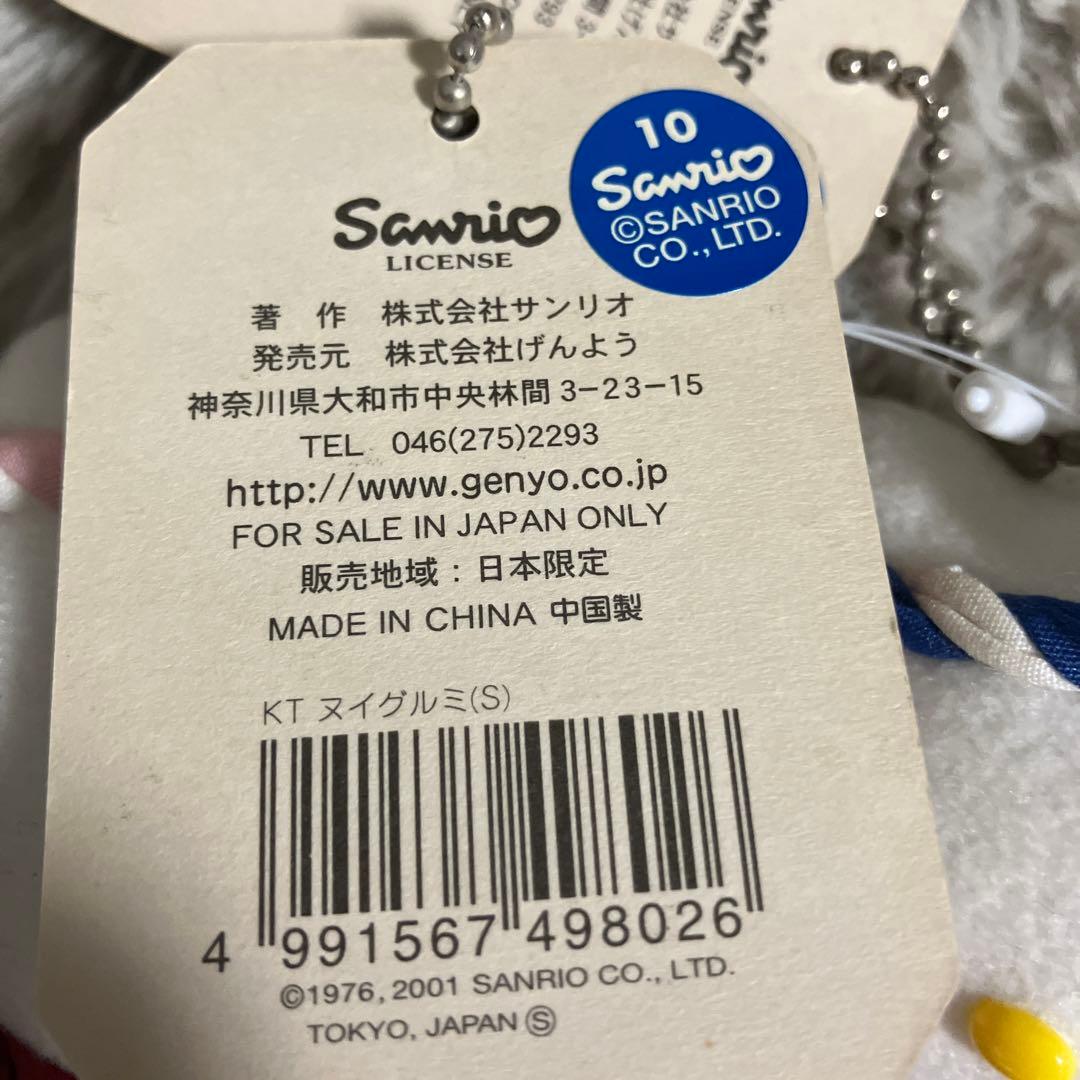 10
Sanrio
©SANRIO
CO.,LTD.
Sanrio
LICENSE
著 作 株式会社サンリオ
発売元 株式会社げんよう
神奈川県大和市中央林間3-23-15
TEL 046(275)2293
http://www.genyo.co.jp
FOR SALE IN JAPAN ONLY
販売地域:日本限定
MADE IN CHINA 中国製
KT ヌイグルミ(S)
4 991567 498026
©1976, 2001 SANRIO CO., LTD.
TOKYO, JAPAN Ⓢ